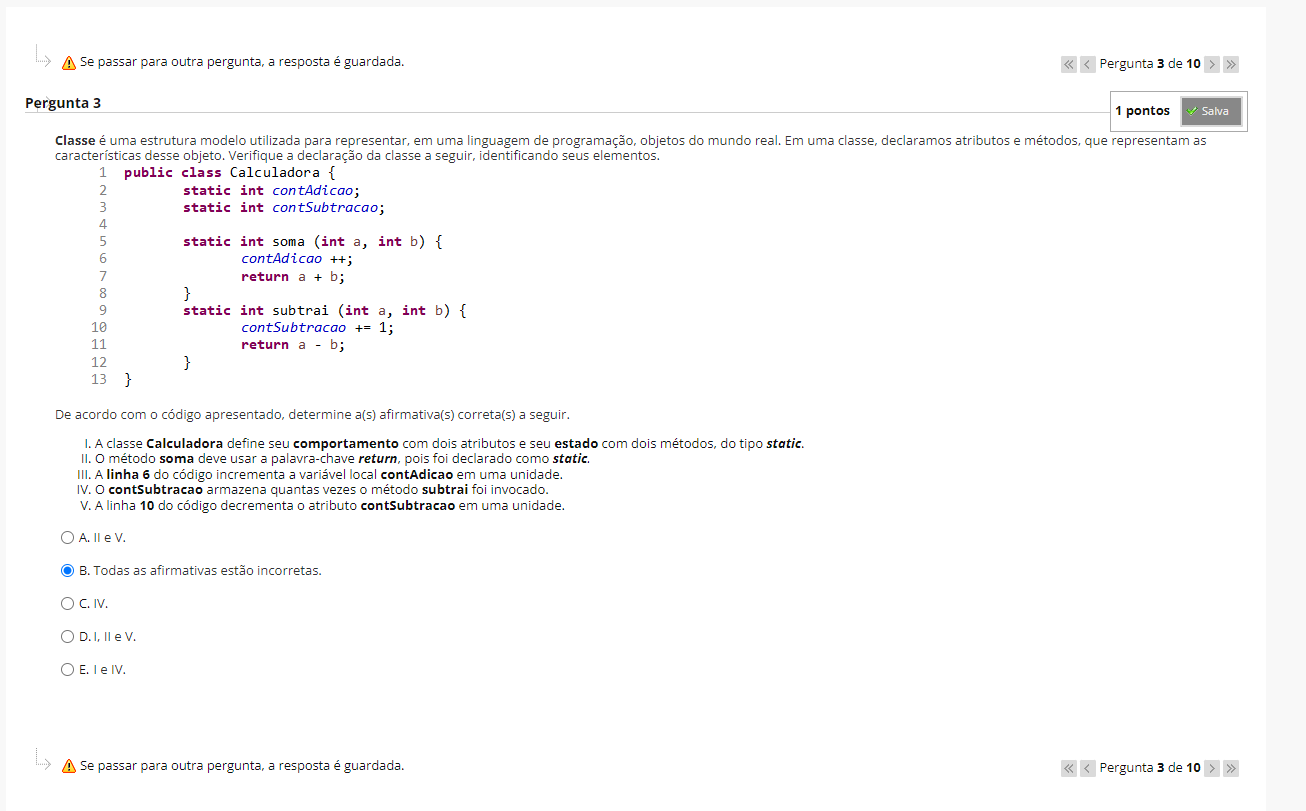 Se passar para outra pergunta, a resposta é guardada.
Pergunta 3 de 10
Pergunta 3
1 pontos
Salva
Classe é uma estrutura modelo utilizada para representar, em uma linguagem de programação, objetos do mundo real. Em uma classe, declaramos atributos e métodos, que representam as
características desse objeto. Verifique a declaração da classe a seguir, identificando seus elementos.
1 public class Calculadora {
2 static int contAdicao;
3 static int contSubtracao;
4
5 static int soma (int a, int b) {
6 contAdicao ++;
7 return a + b;
8 }
9 static int subtrai (int a, int b) {
10 contSubtracao += 1;
11 return a - b;
12 }
13 }
De acordo com o código apresentado, determine a(s) afirmativa(s) correta(s) a seguir.
I. A classe Calculadora define seu comportamento com dois atributos e seu estado com dois métodos, do tipo static.
II. O método soma deve usar a palavra-chave return, pois foi declarado como static.
III. A linha 6 do código incrementa a variável local contAdicao em uma unidade.
IV. O contSubtracao armazena quantas vezes o método subtrai foi invocado.
V. A linha 10 do código decrementa o atributo contSubtracao em uma unidade.
A. II e V.
B. Todas as afirmativas estão incorretas.
C. IV.
D. I, II e V.
E. I e IV.
Se passar para outra pergunta, a resposta é guardada.
Pergunta 3 de 10